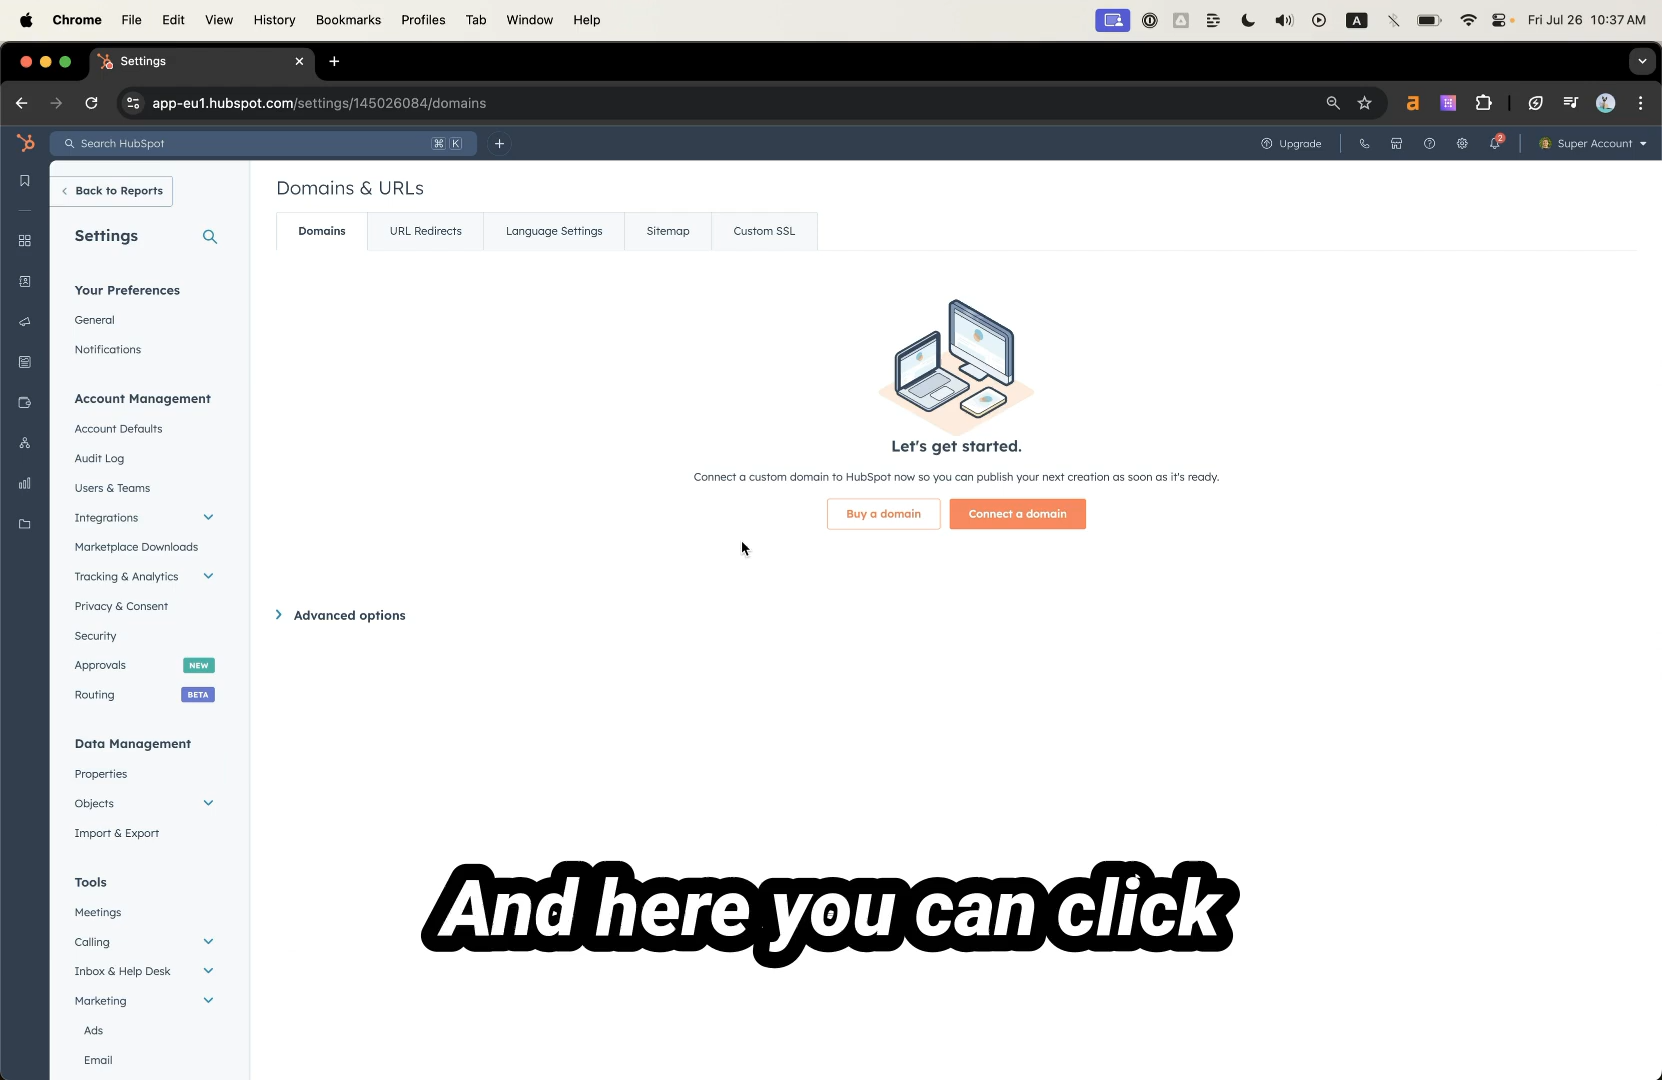 Chrome File Edit View History Bookmarks Profiles Tab Window Help A Fri Jul 26 10:37 AM
Settings
app-eu1.hubspot.com/settings/145026084/domains a
Search HubSpot ⌘ K Upgrade 2 Super Account
Back to Reports
Settings
Your Preferences
General
Notifications
Account Management
Account Defaults
Audit Log
Users & Teams
Integrations
Marketplace Downloads
Tracking & Analytics
Privacy & Consent
Security
Approvals NEW
Routing BETA
Data Management
Properties
Objects
Import & Export
Tools
Meetings
Calling
Inbox & Help Desk
Marketing
Ads
Email
Domains & URLs
Domains URL Redirects Language Settings Sitemap Custom SSL
Let's get started.
Connect a custom domain to HubSpot now so you can publish your next creation as soon as it's ready.
Buy a domain Connect a domain
Advanced options
And here you can click